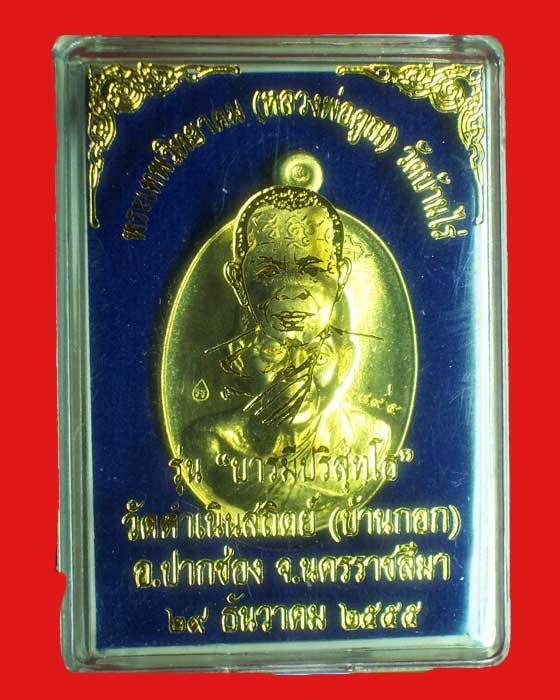 พระเทพวิทยาคม (หลวงพ่อคูณ) วัดบ้านไร่
รุ่น “บารมีปริสุทโธ”
วัดดำเนินสถิตย์ (บ้านกอก)
อ.ปากช่อง จ.นครราชสีมา
๒๙ ธันวาคม ๒๕๕๕